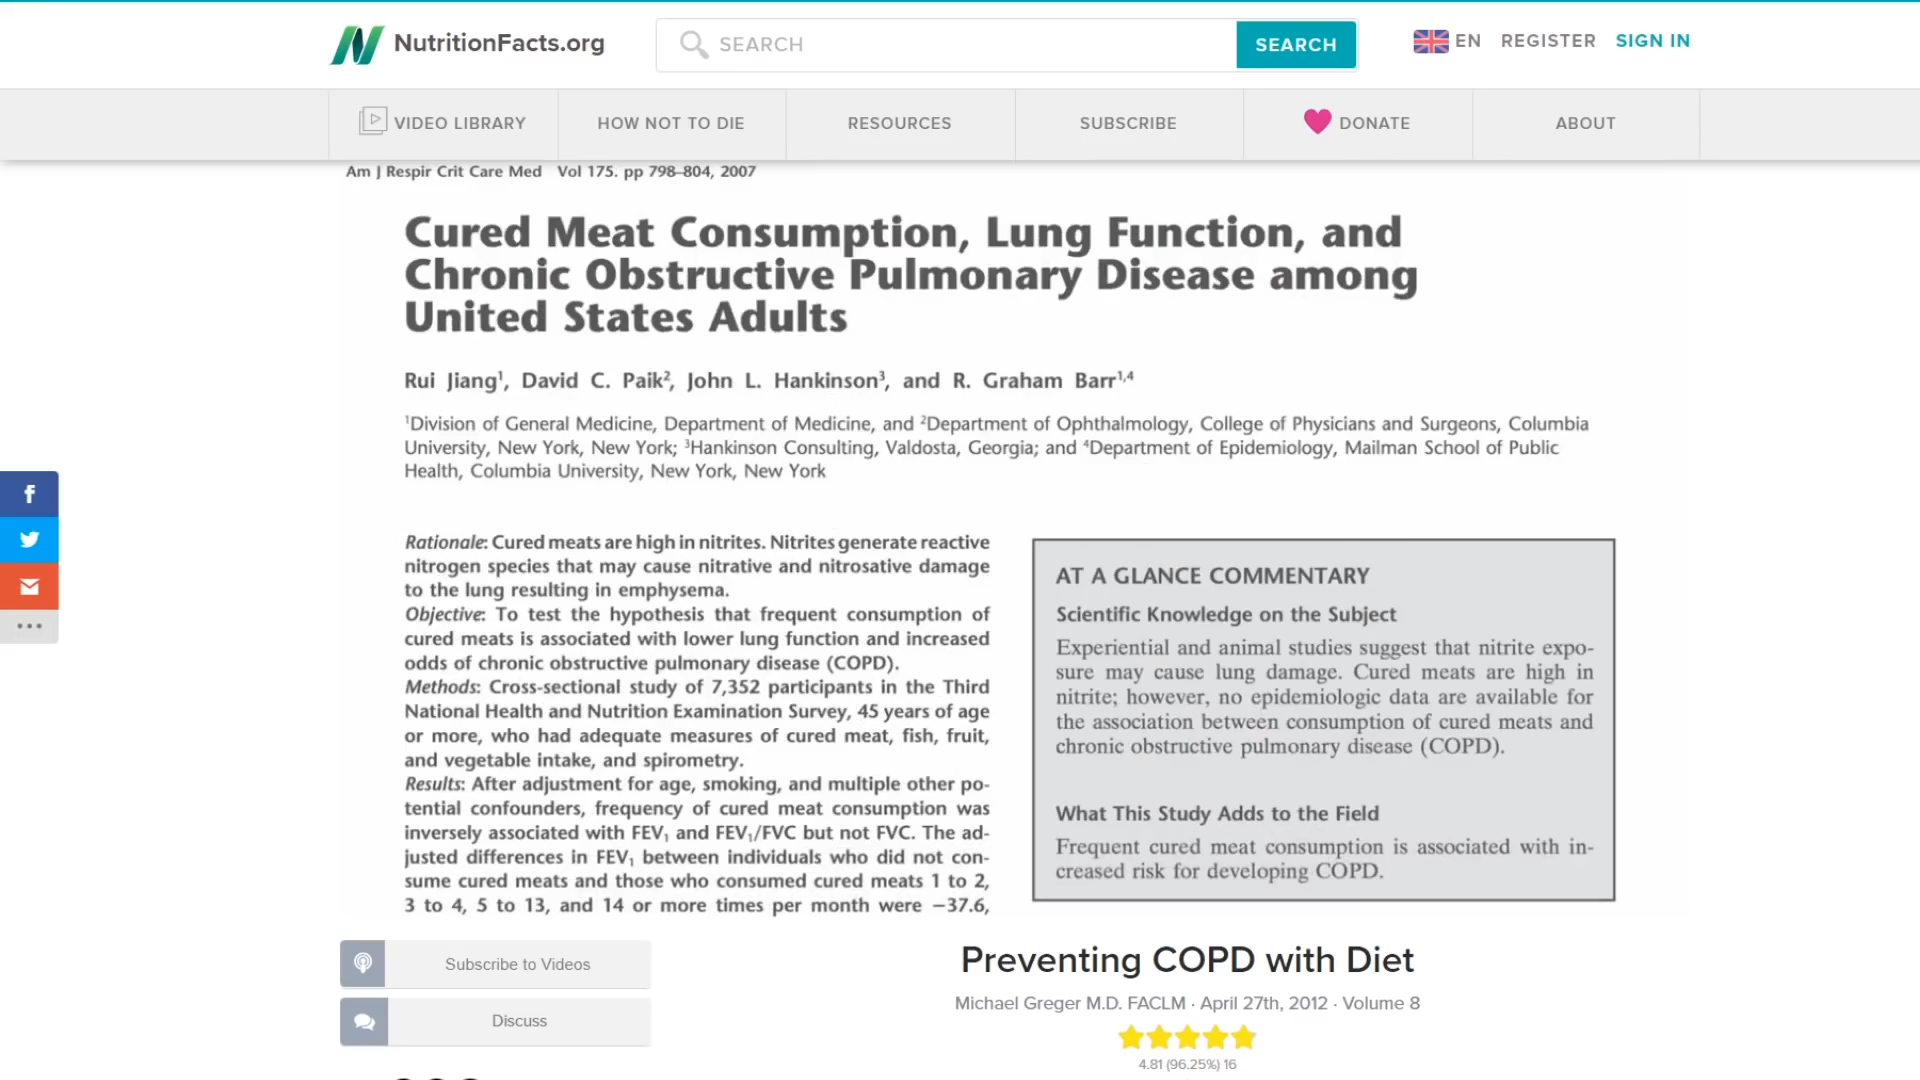 NutritionFacts.org
SEARCH
SEARCH
EN
REGISTER
SIGN IN
VIDEO LIBRARY
HOW NOT TO DIE
RESOURCES
SUBSCRIBE
DONATE
ABOUT
Am J Respir Crit Care Med Vol 175. pp 798–804, 2007
Cured Meat Consumption, Lung Function, and
Chronic Obstructive Pulmonary Disease among
United States Adults
Rui Jiang¹, David C. Paik², John L. Hankinson³, and R. Graham Barr¹,⁴
¹Division of General Medicine, Department of Medicine, and ²Department of Ophthalmology, College of Physicians and Surgeons, Columbia
University, New York, New York; ³Hankinson Consulting, Valdosta, Georgia; and ⁴Department of Epidemiology, Mailman School of Public
Health, Columbia University, New York, New York
Rationale: Cured meats are high in nitrites. Nitrites generate reactive
nitrogen species that may cause nitrative and nitrosative damage
to the lung resulting in emphysema.
Objective: To test the hypothesis that frequent consumption of
cured meats is associated with lower lung function and increased
odds of chronic obstructive pulmonary disease (COPD).
Methods: Cross-sectional study of 7,352 participants in the Third
National Health and Nutrition Examination Survey, 45 years of age
or more, who had adequate measures of cured meat, fish, fruit,
and vegetable intake, and spirometry.
Results: After adjustment for age, smoking, and multiple other po-
tential confounders, frequency of cured meat consumption was
inversely associated with FEV₁ and FEV₁/FVC but not FVC. The ad-
justed differences in FEV₁ between individuals who did not con-
sume cured meats and those who consumed cured meats 1 to 2,
3 to 4, 5 to 13, and 14 or more times per month were −37.6,
AT A GLANCE COMMENTARY
Scientific Knowledge on the Subject
Experiential and animal studies suggest that nitrite expo-
sure may cause lung damage. Cured meats are high in
nitrite; however, no epidemiologic data are available for
the association between consumption of cured meats and
chronic obstructive pulmonary disease (COPD).
What This Study Adds to the Field
Frequent cured meat consumption is associated with in-
creased risk for developing COPD.
Subscribe to Videos
Discuss
Preventing COPD with Diet
Michael Greger M.D. FACLM · April 27th, 2012 · Volume 8
4.81 (96.25%) 16